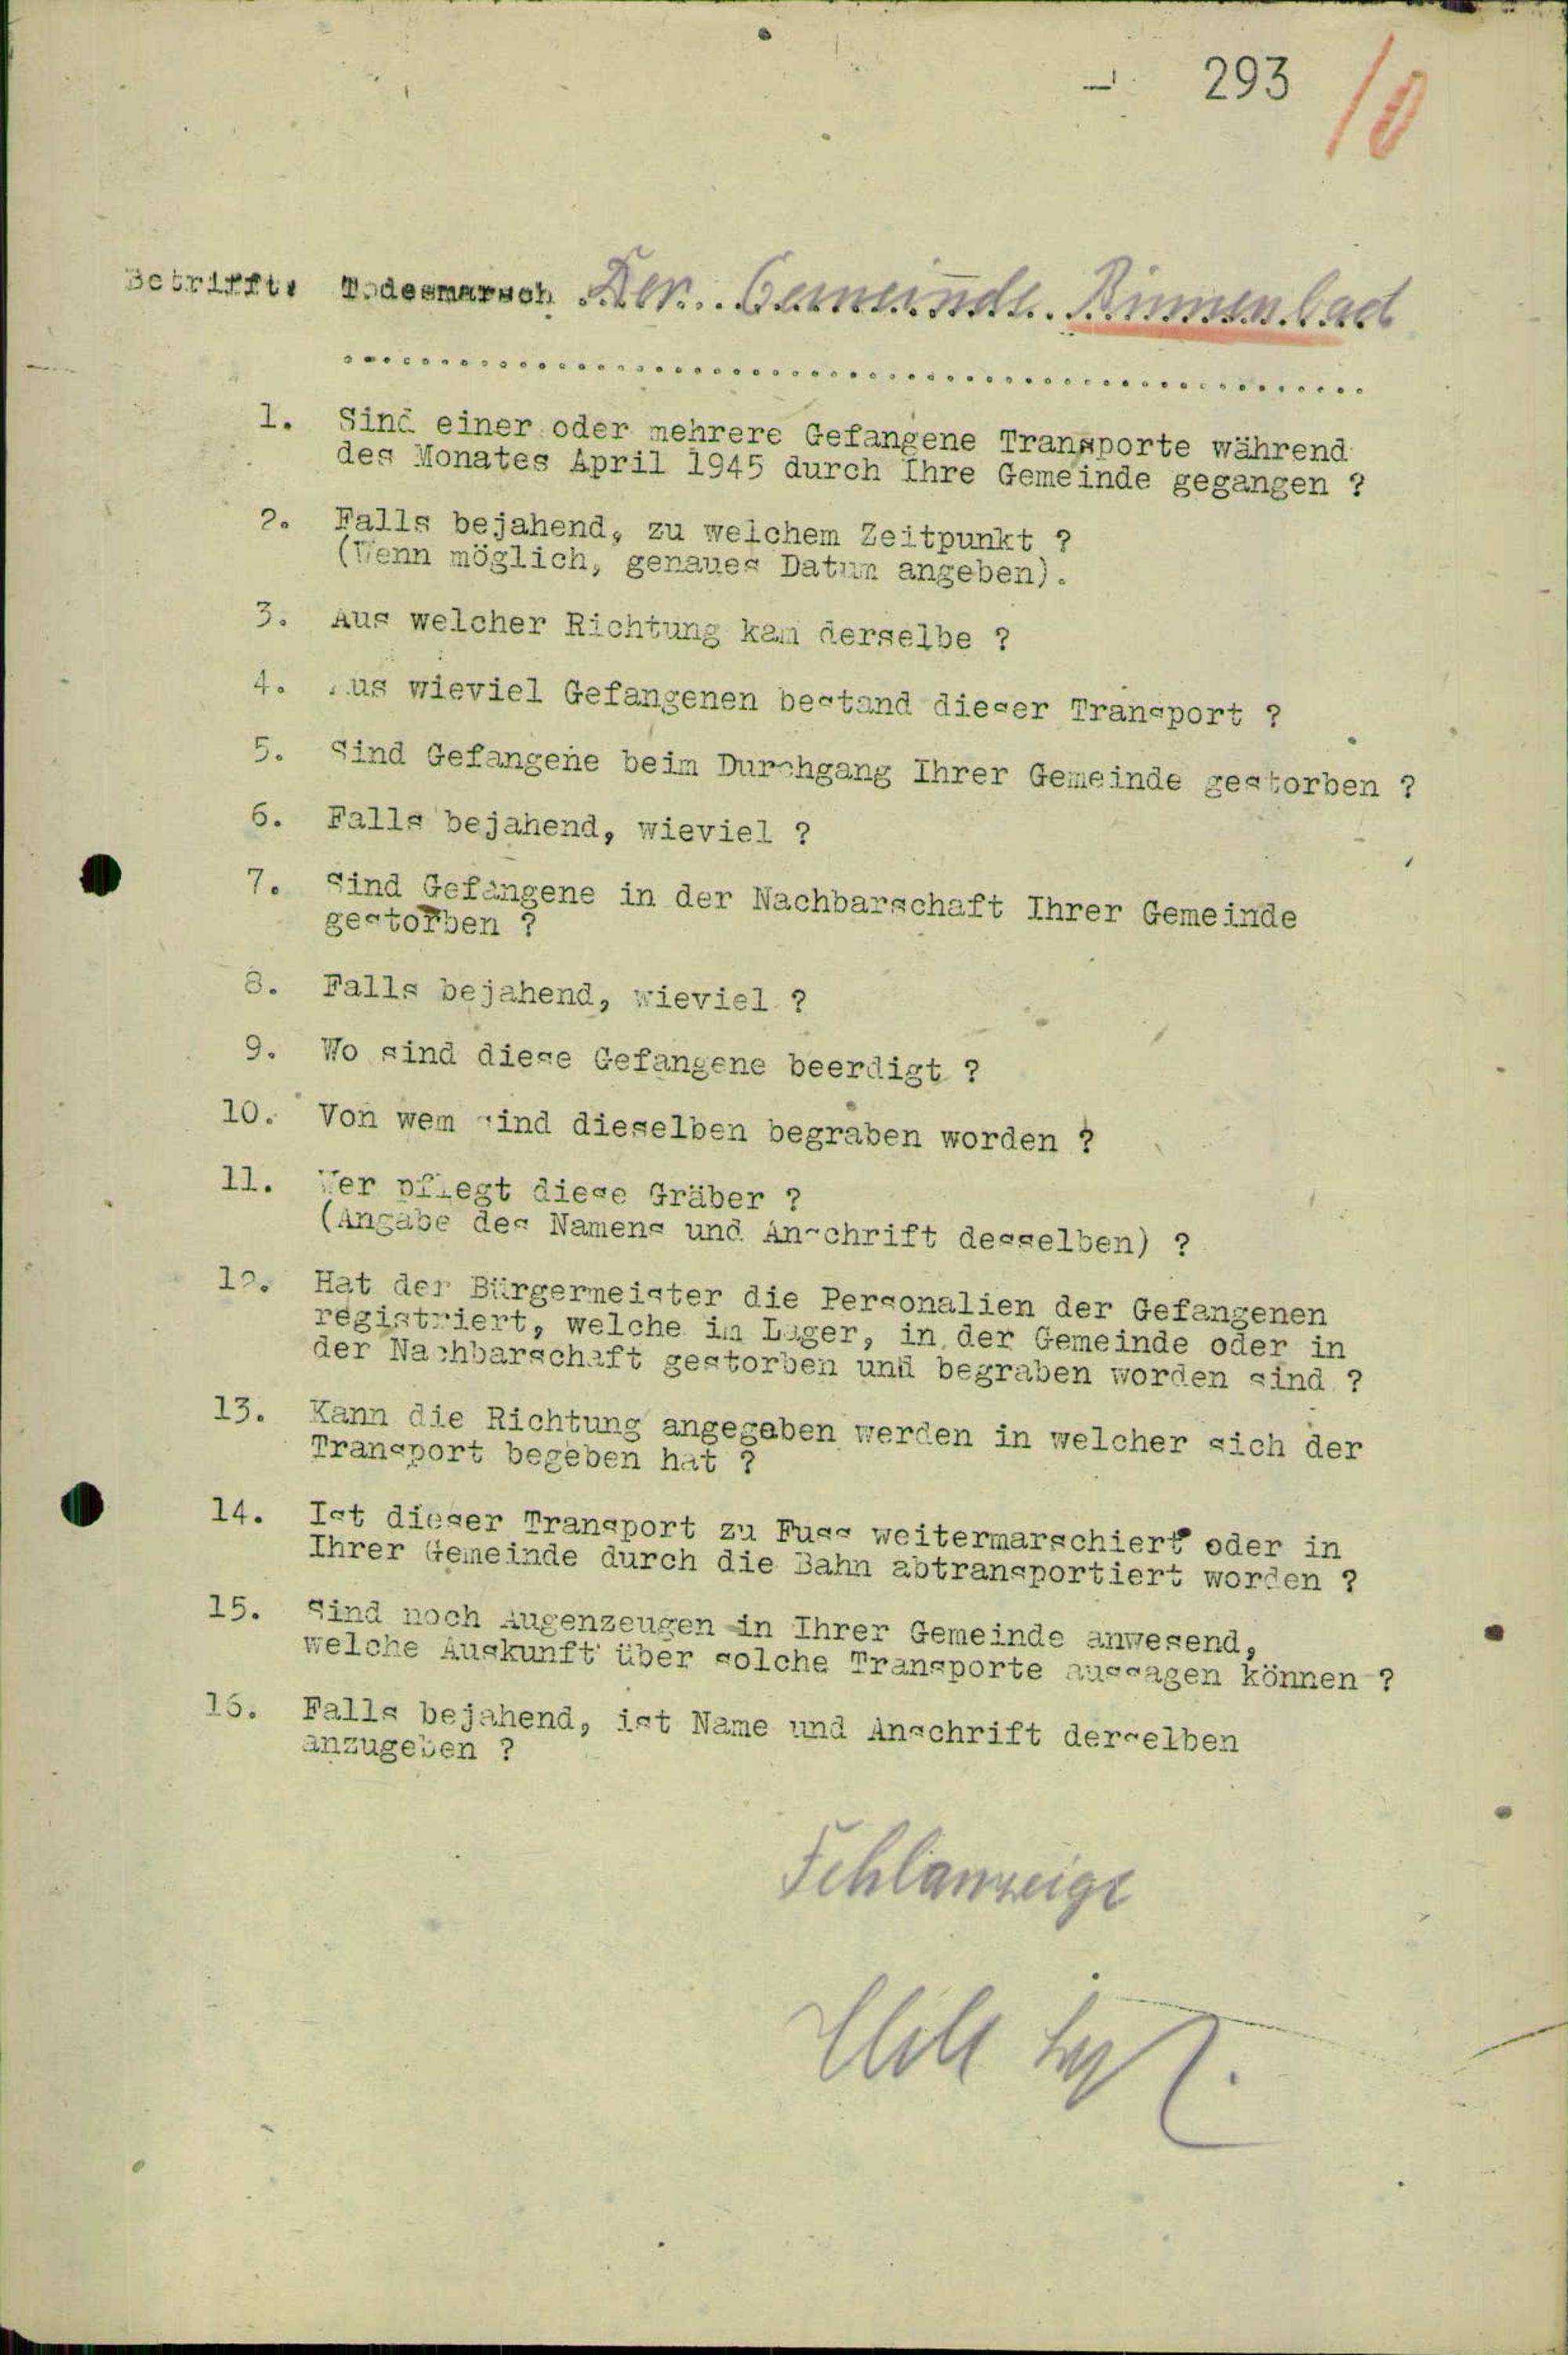 293
10
Betrifft: Todesmarsch Der Gemeinde Binnenbad
1. Sind einer oder mehrere Gefangene Transporte während
des Monates April 1945 durch Ihre Gemeinde gegangen ?
2. Falls bejahend, zu welchem Zeitpunkt ?
(Wenn möglich, genaues Datum angeben).
3. Aus welcher Richtung kam derselbe ?
4. Aus wieviel Gefangenen bestand dieser Transport ?
5. Sind Gefangene beim Durchgang Ihrer Gemeinde gestorben ?
6. Falls bejahend, wieviel ?
7. Sind Gefangene in der Nachbarschaft Ihrer Gemeinde
gestorben ?
8. Falls bejahend, wieviel ?
9. Wo sind diese Gefangene beerdigt ?
10. Von wem sind dieselben begraben worden ?
11. Wer pflegt diese Gräber ?
(Angabe des Namens und Anschrift desselben) ?
12. Hat der Bürgermeister die Personalien der Gefangenen
registriert, welche im Lager, in der Gemeinde oder in
der Nachbarschaft gestorben und begraben worden sind ?
13. Kann die Richtung angegeben werden in welcher sich der
Transport begeben hat ?
14. Ist dieser Transport zu Fuss weitermarschiert oder in
Ihrer Gemeinde durch die Bahn abtransportiert worden ?
15. Sind noch Augenzeugen in Ihrer Gemeinde anwesend,
welche Auskunft über solche Transporte aussagen können ?
16. Falls bejahend, ist Name und Anschrift derselben
anzugeben ?
Fehlanzeige